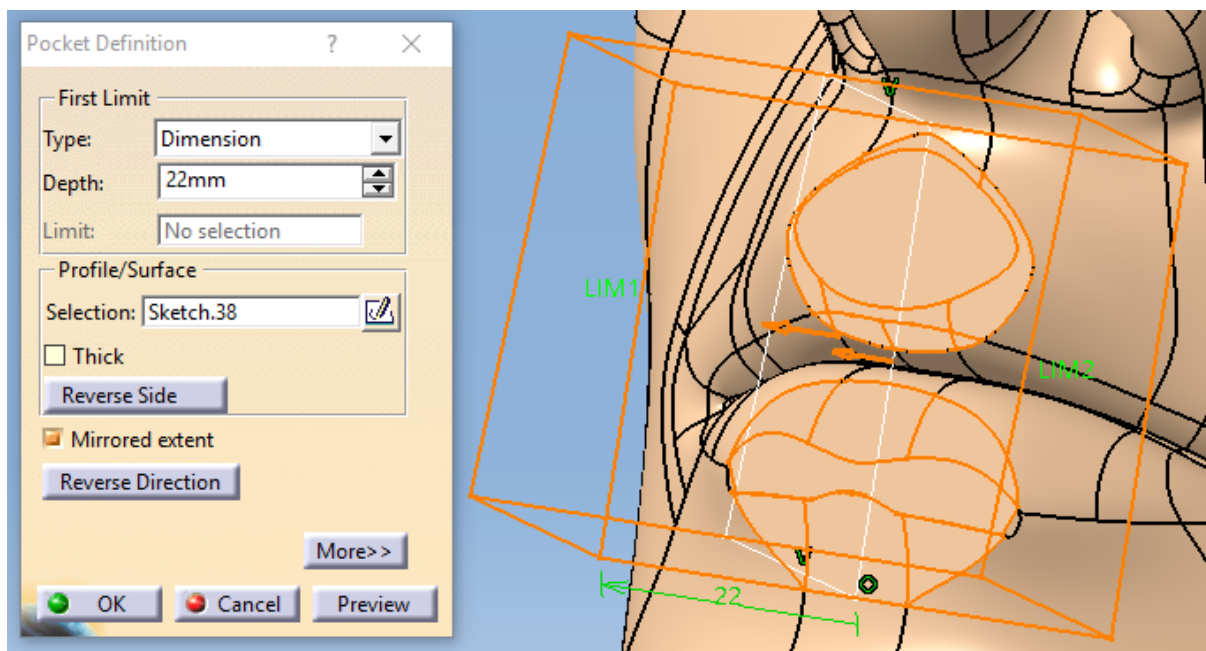 Pocket Definition ? ×
First Limit
Type: Dimension
Depth: 22mm
Limit: No selection
Profile/Surface
Selection: Sketch.38
Thick
Reverse Side
Mirrored extent
Reverse Direction
More>>
OK Cancel Preview
V
LIM1
LIM2
V
22